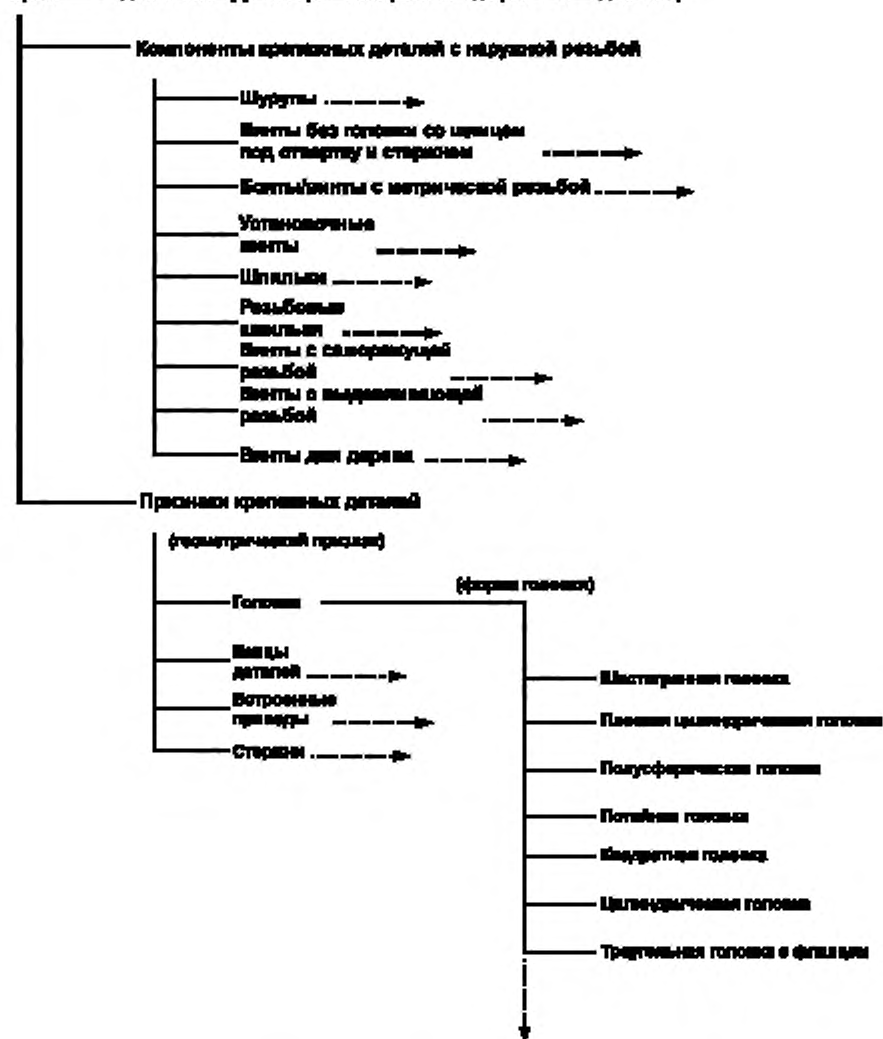 Компоненты крепежных деталей с наружной резьбой
Шурупы
Винты без головки со шлицем
под отвертку и стержнем
Болты/винты с метрической резьбой
Установочные
винты
Шпильки
Резьбовые
шпильки
Винты с саморежущей
резьбой
Винты с выдавливающей
резьбой
Винты для дерева
Признаки крепежных деталей
(геометрический признак)
(форма головки)
Головки
Концы
деталей
Встроенные
приводы
Стержни
Шестигранная головка
Плоская цилиндрическая головка
Полусферическая головка
Потайная головка
Квадратная головка
Цилиндрическая головка
Треугольная головка с фланцем